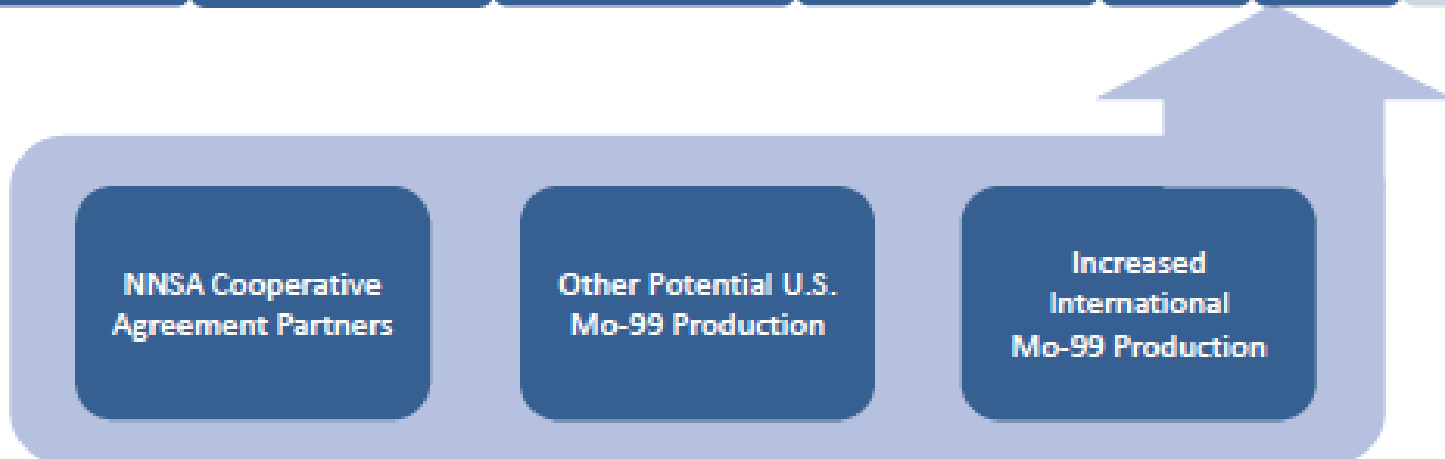 NNSA Cooperative
Agreement Partners
Other Potential U.S.
Mo-99 Production
Increased
International
Mo-99 Production